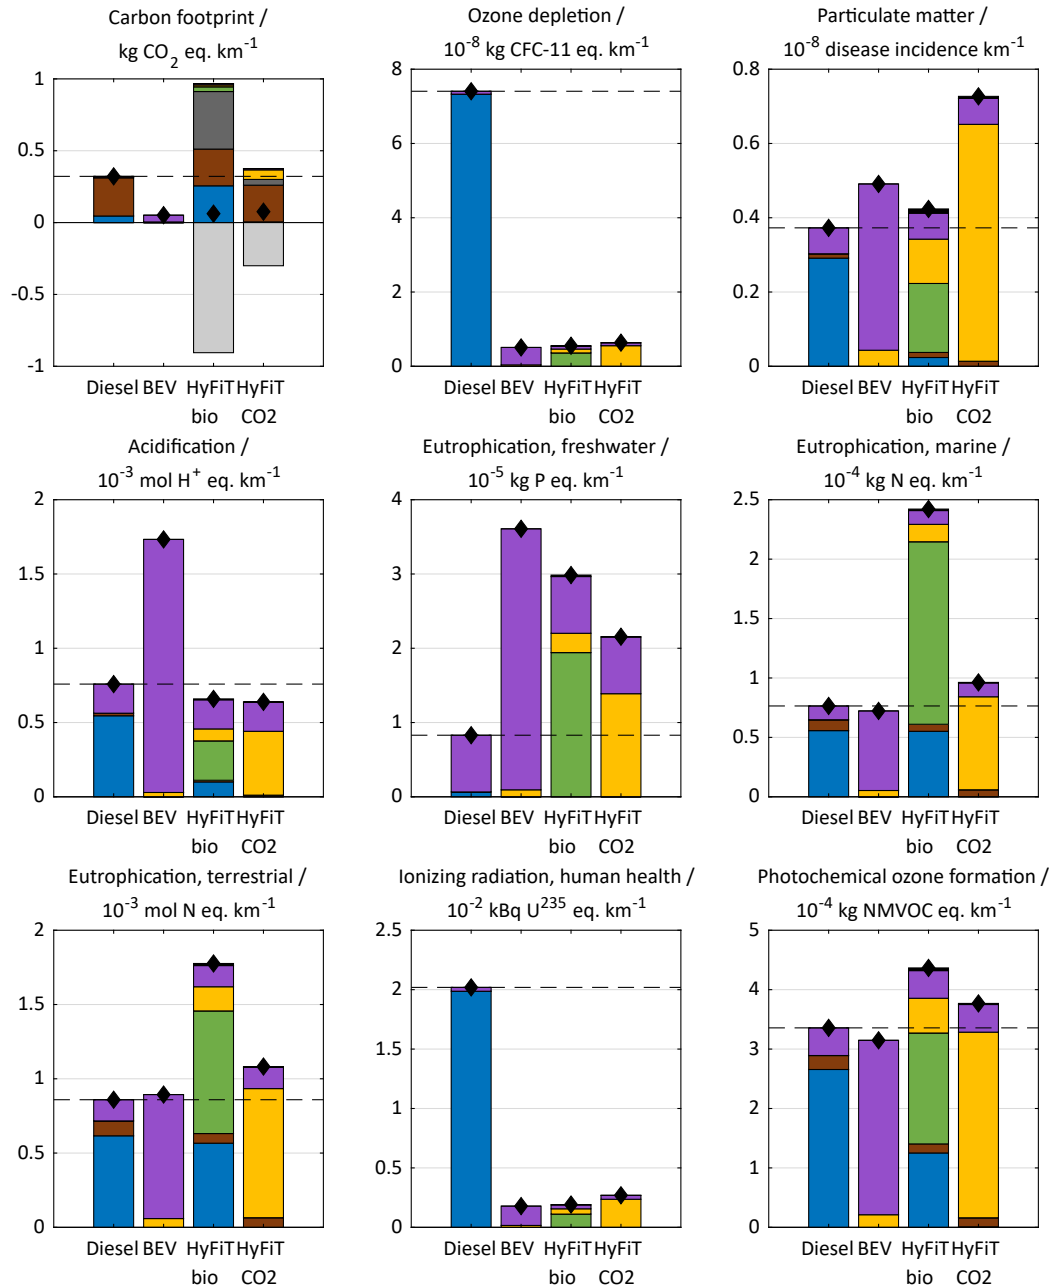 Carbon footprint /
kg CO2 eq. km-1
1
0.5
0
-0.5
-1
Diesel BEV HyFiT HyFiT
bio CO2
Ozone depletion /
10-8 kg CFC-11 eq. km-1
8
6
4
2
0
Diesel BEV HyFiT HyFiT
bio CO2
Particulate matter /
10-8 disease incidence km-1
0.8
0.6
0.4
0.2
0
Diesel BEV HyFiT HyFiT
bio CO2
Acidification /
10-3 mol H+ eq. km-1
2
1.5
1
0.5
0
Diesel BEV HyFiT HyFiT
bio CO2
Eutrophication, freshwater /
10-5 kg P eq. km-1
4
3
2
1
0
Diesel BEV HyFiT HyFiT
bio CO2
Eutrophication, marine /
10-4 kg N eq. km-1
2.5
2
1.5
1
0.5
0
Diesel BEV HyFiT HyFiT
bio CO2
Eutrophication, terrestrial /
10-3 mol N eq. km-1
2
1.5
1
0.5
0
Diesel BEV HyFiT HyFiT
bio CO2
Ionizing radiation, human health /
10-2 kBq U235 eq. km-1
2.5
2
1.5
1
0.5
0
Diesel BEV HyFiT HyFiT
bio CO2
Photochemical ozone formation /
10-4 kg NMVOC eq. km-1
5
4
3
2
1
0
Diesel BEV HyFiT HyFiT
bio CO2